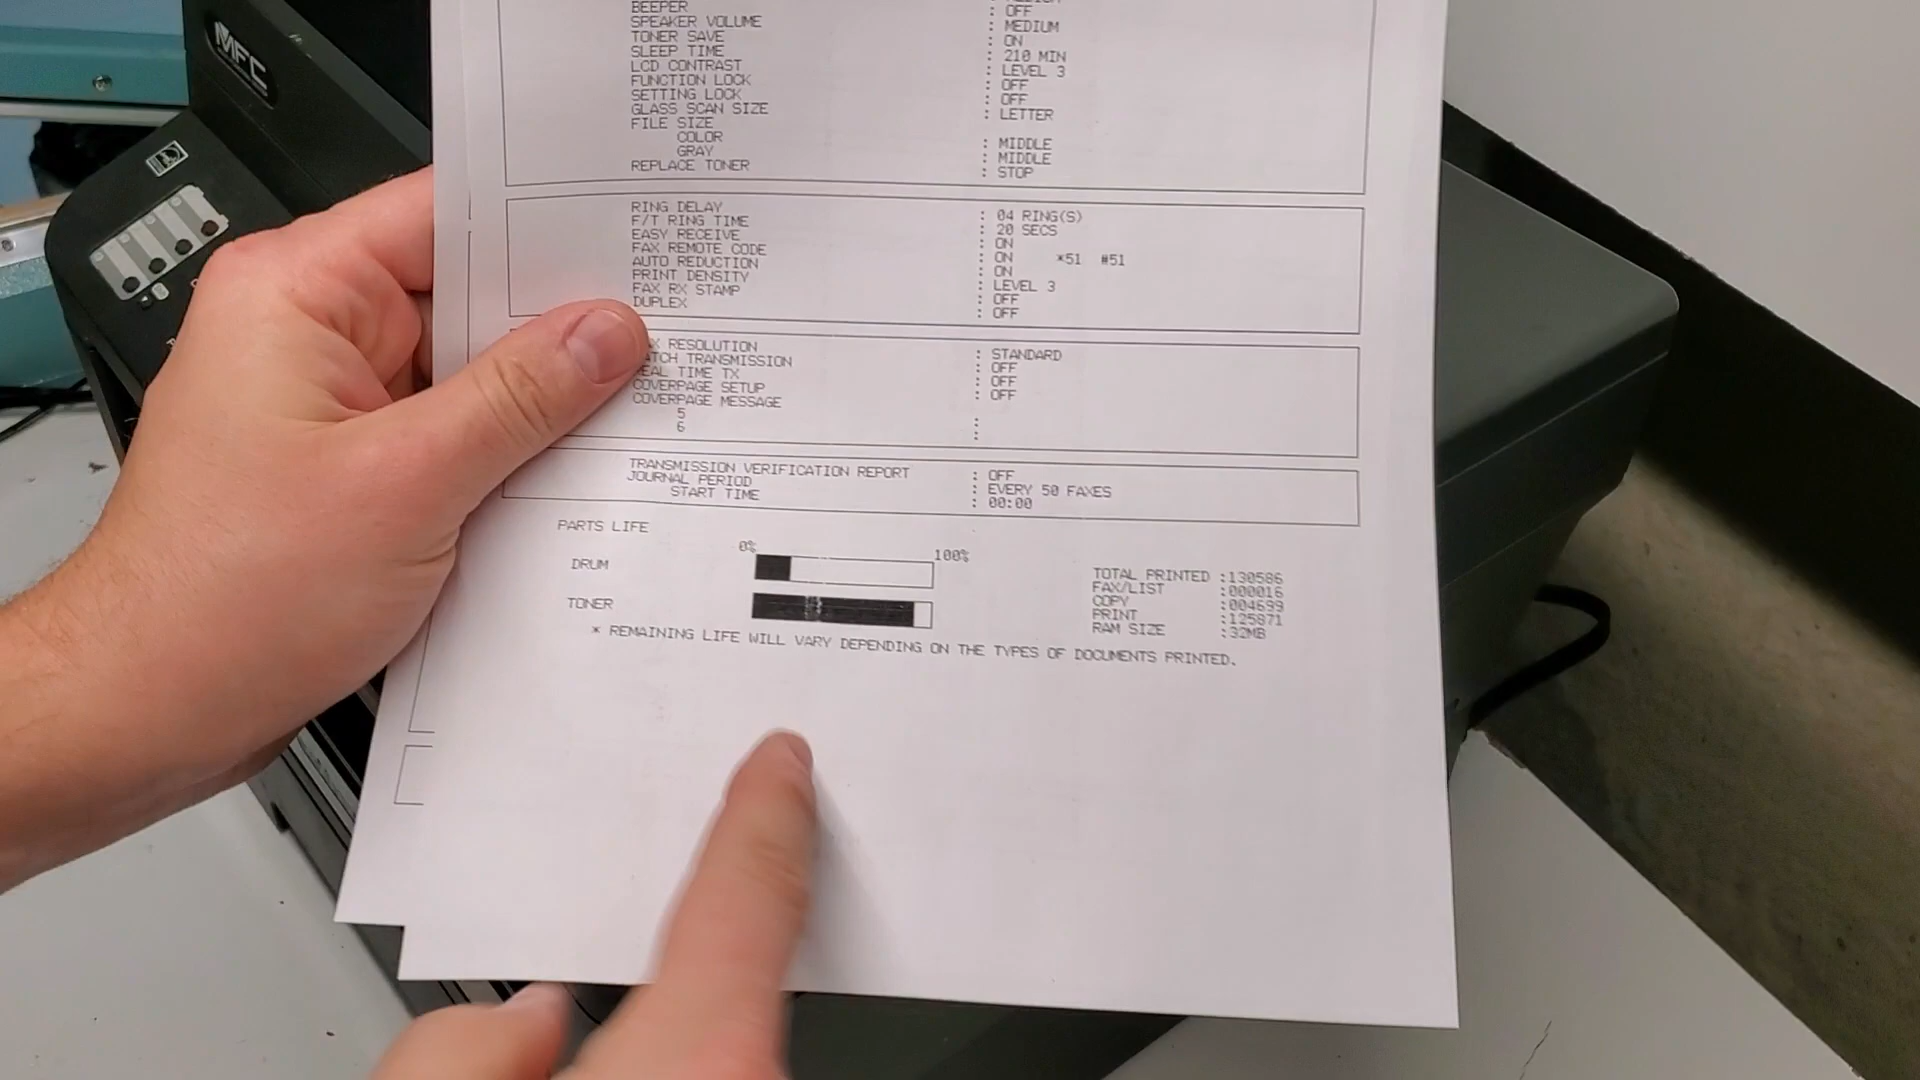 MFC
BEEPER : OFF
SPEAKER VOLUME : MEDIUM
TONER SAVE : ON
SLEEP TIME : 210 MIN
LCD CONTRAST : LEVEL 3
FUNCTION LOCK : OFF
SETTING LOCK : OFF
GLASS SCAN SIZE : LETTER
FILE SIZE
COLOR : MIDDLE
GRAY : MIDDLE
REPLACE TONER : STOP
RING DELAY : 04 RING(S)
F/T RING TIME : 20 SECS
EASY RECEIVE : ON
FAX REMOTE CODE : ON *51 #51
AUTO REDUCTION : ON
PRINT DENSITY : LEVEL 3
FAX RX STAMP : OFF
DUPLEX : OFF
RESOLUTION : STANDARD
TRANSMISSION : OFF
TIME TX : OFF
COVERPAGE SETUP : OFF
COVERPAGE MESSAGE
5 :
6 :
TRANSMISSION VERIFICATION REPORT : OFF
JOURNAL PERIOD : EVERY 50 FAXES
START TIME : 00:00
PARTS LIFE
0% 100%
DRUM
TONER
TOTAL PRINTED :130586
FAX/LIST :000016
COPY :004699
PRINT :125871
RAM SIZE :32MB
* REMAINING LIFE WILL VARY DEPENDING ON THE TYPES OF DOCUMENTS PRINTED.